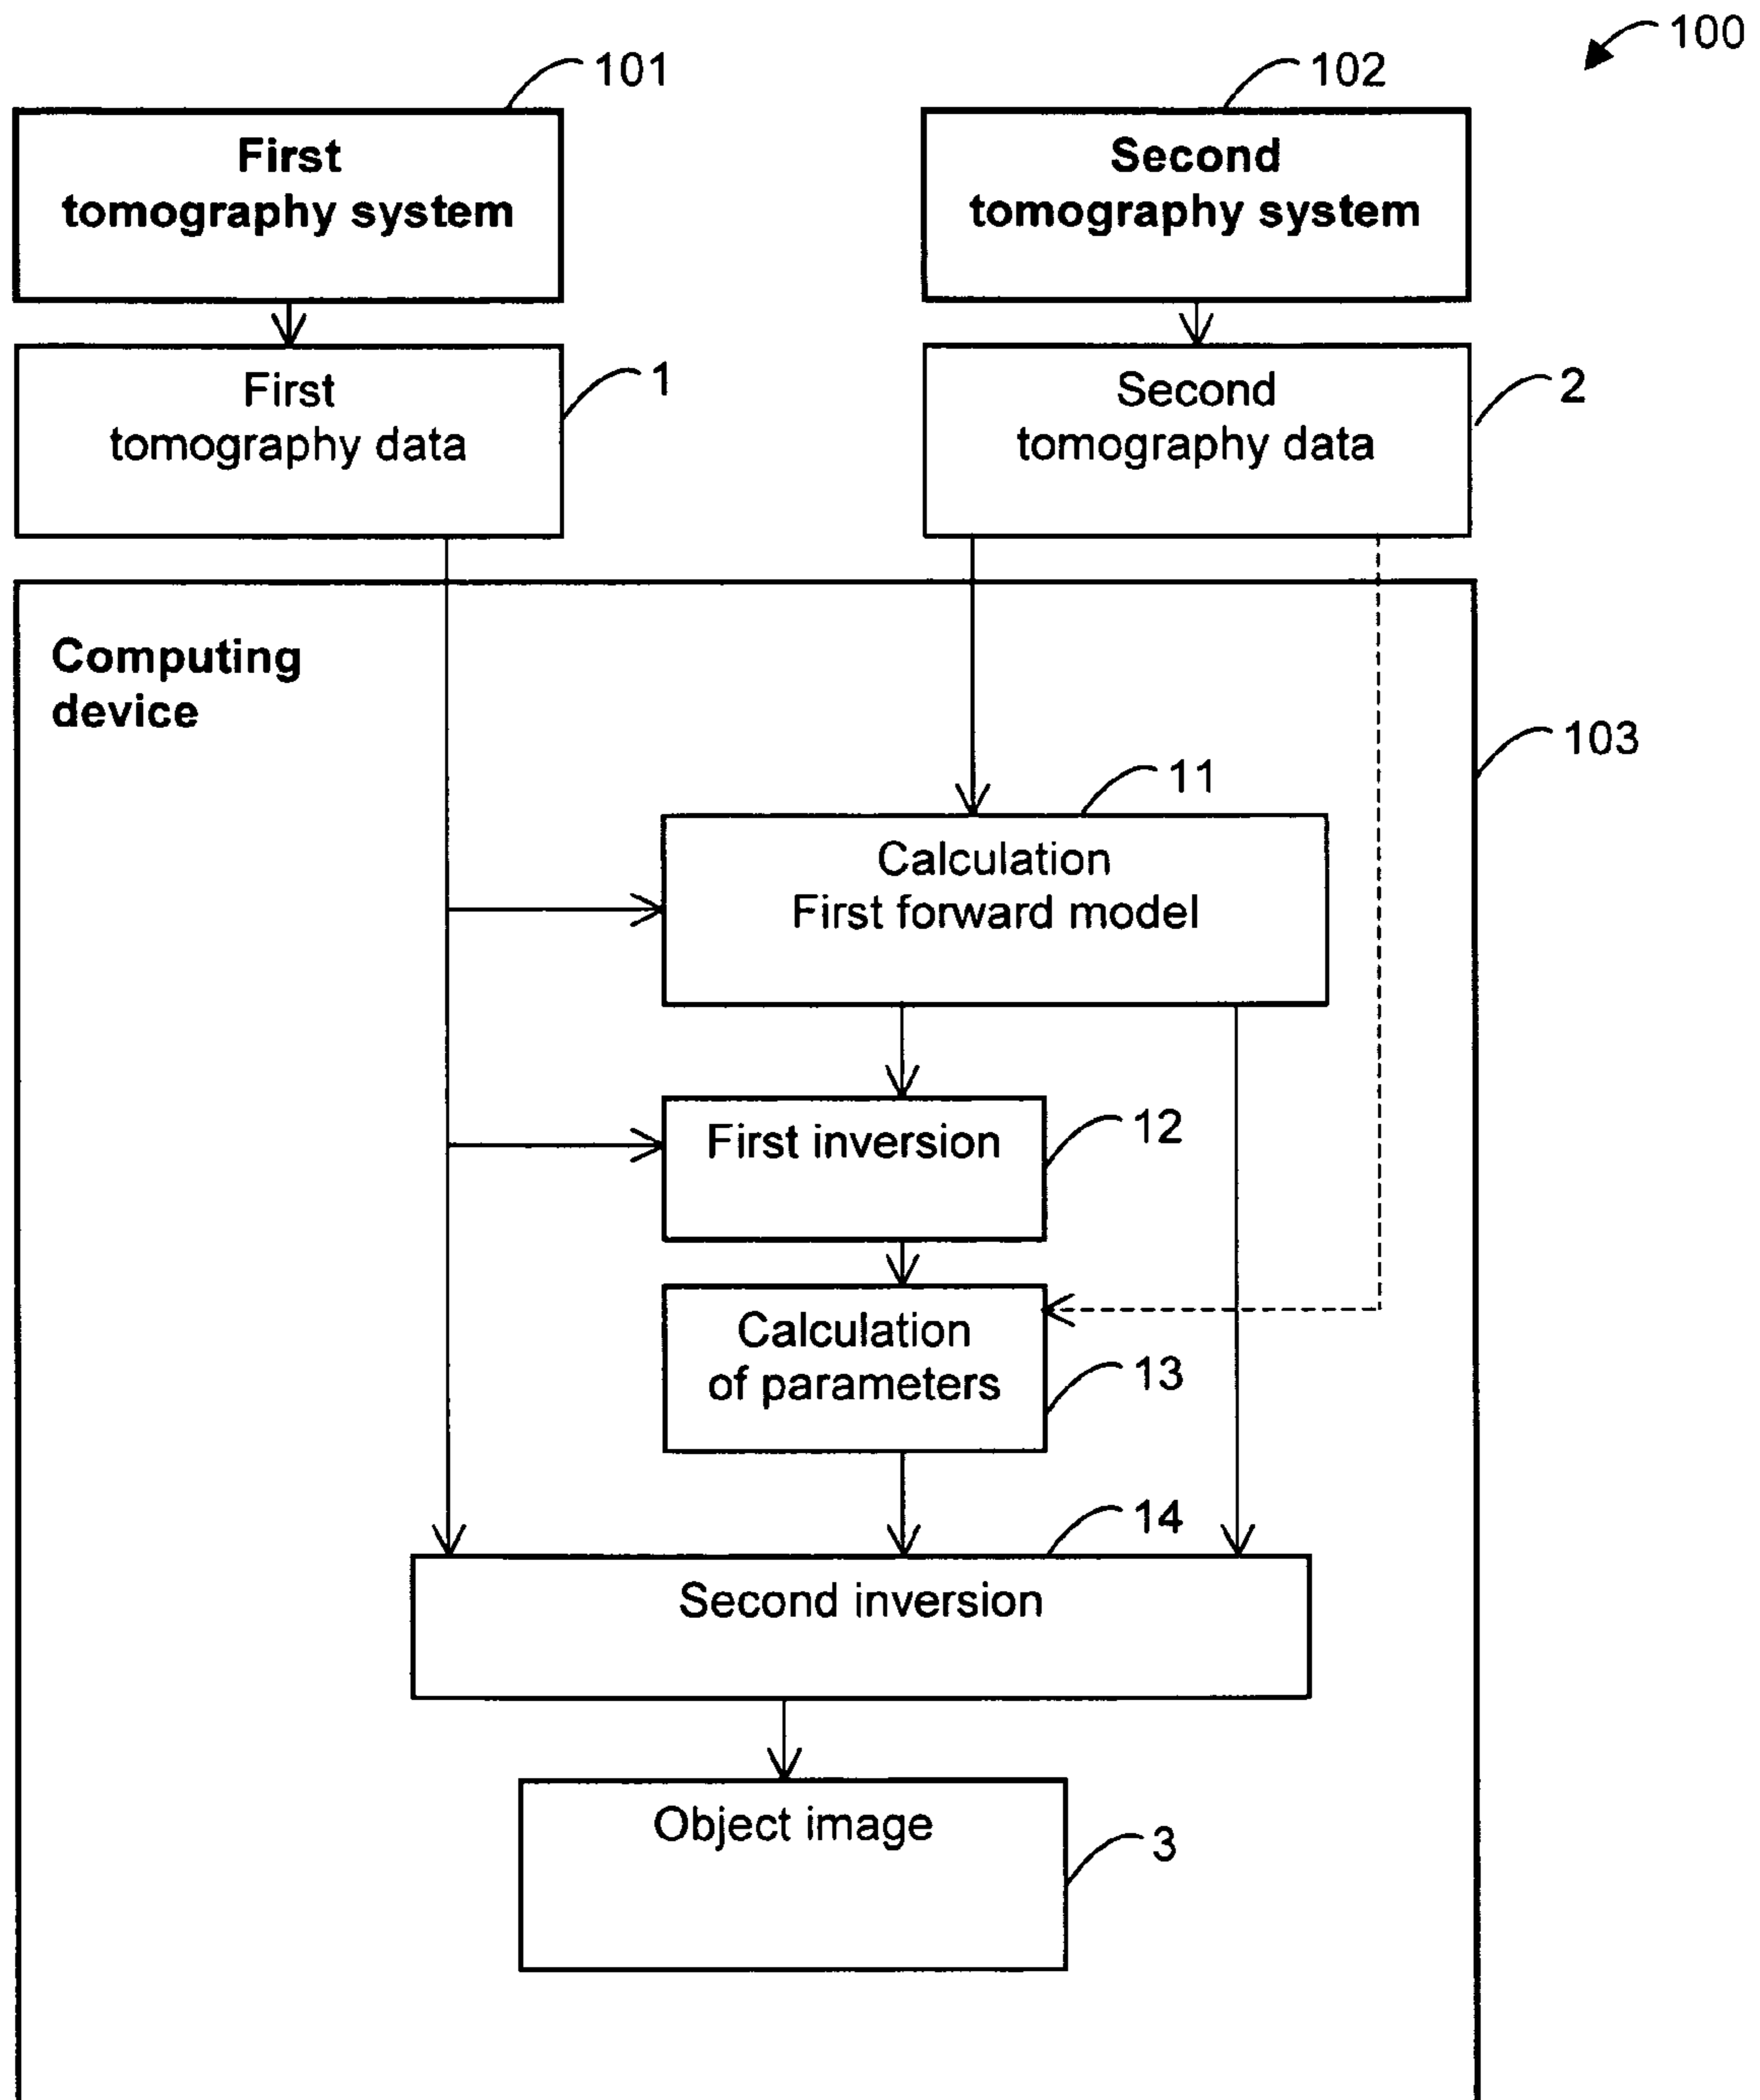 100
101
102
First
tomography system
Second
tomography system
First
tomography data
1
Second
tomography data
2
Computing
device
103
11
Calculation
First forward model
First inversion
12
Calculation
of parameters
13
14
Second inversion
Object image
3